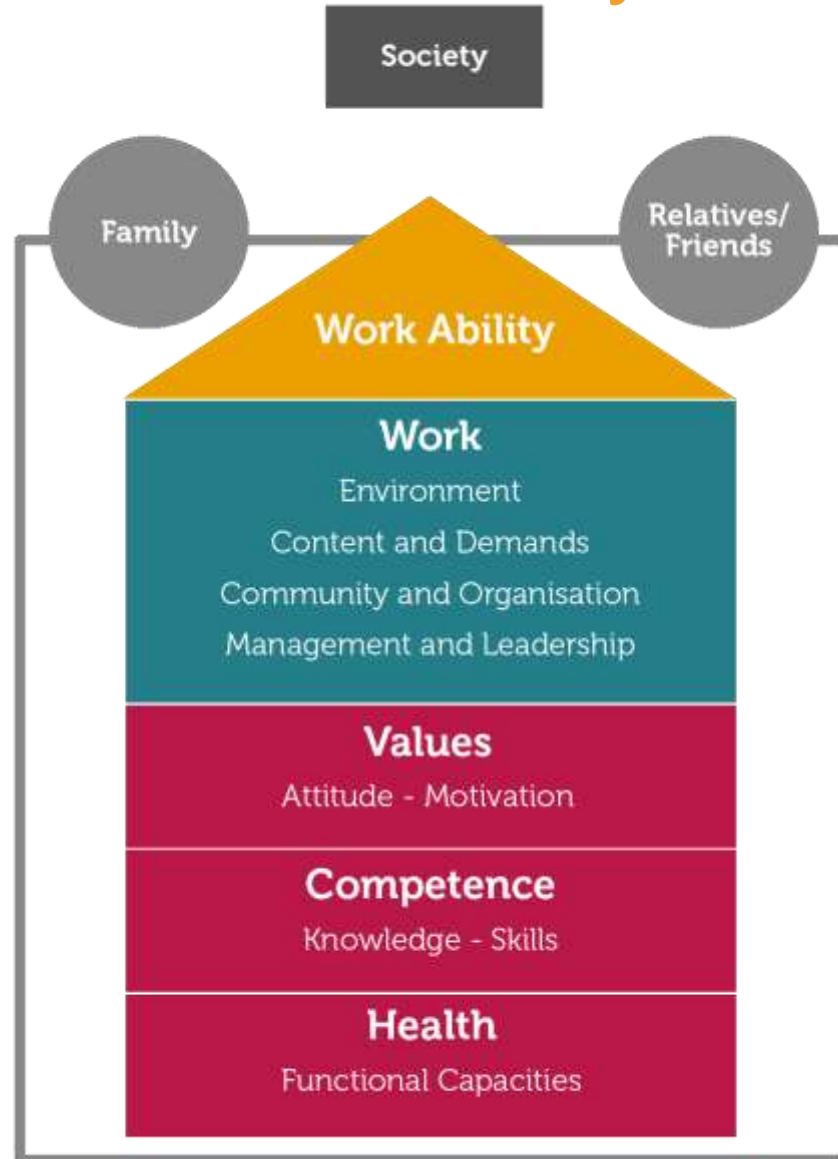 Society
Family
Relatives/
Friends
Work Ability
Work
Environment
Content and Demands
Community and Organisation
Management and Leadership
Values
Attitude - Motivation
Competence
Knowledge - Skills
Health
Functional Capacities